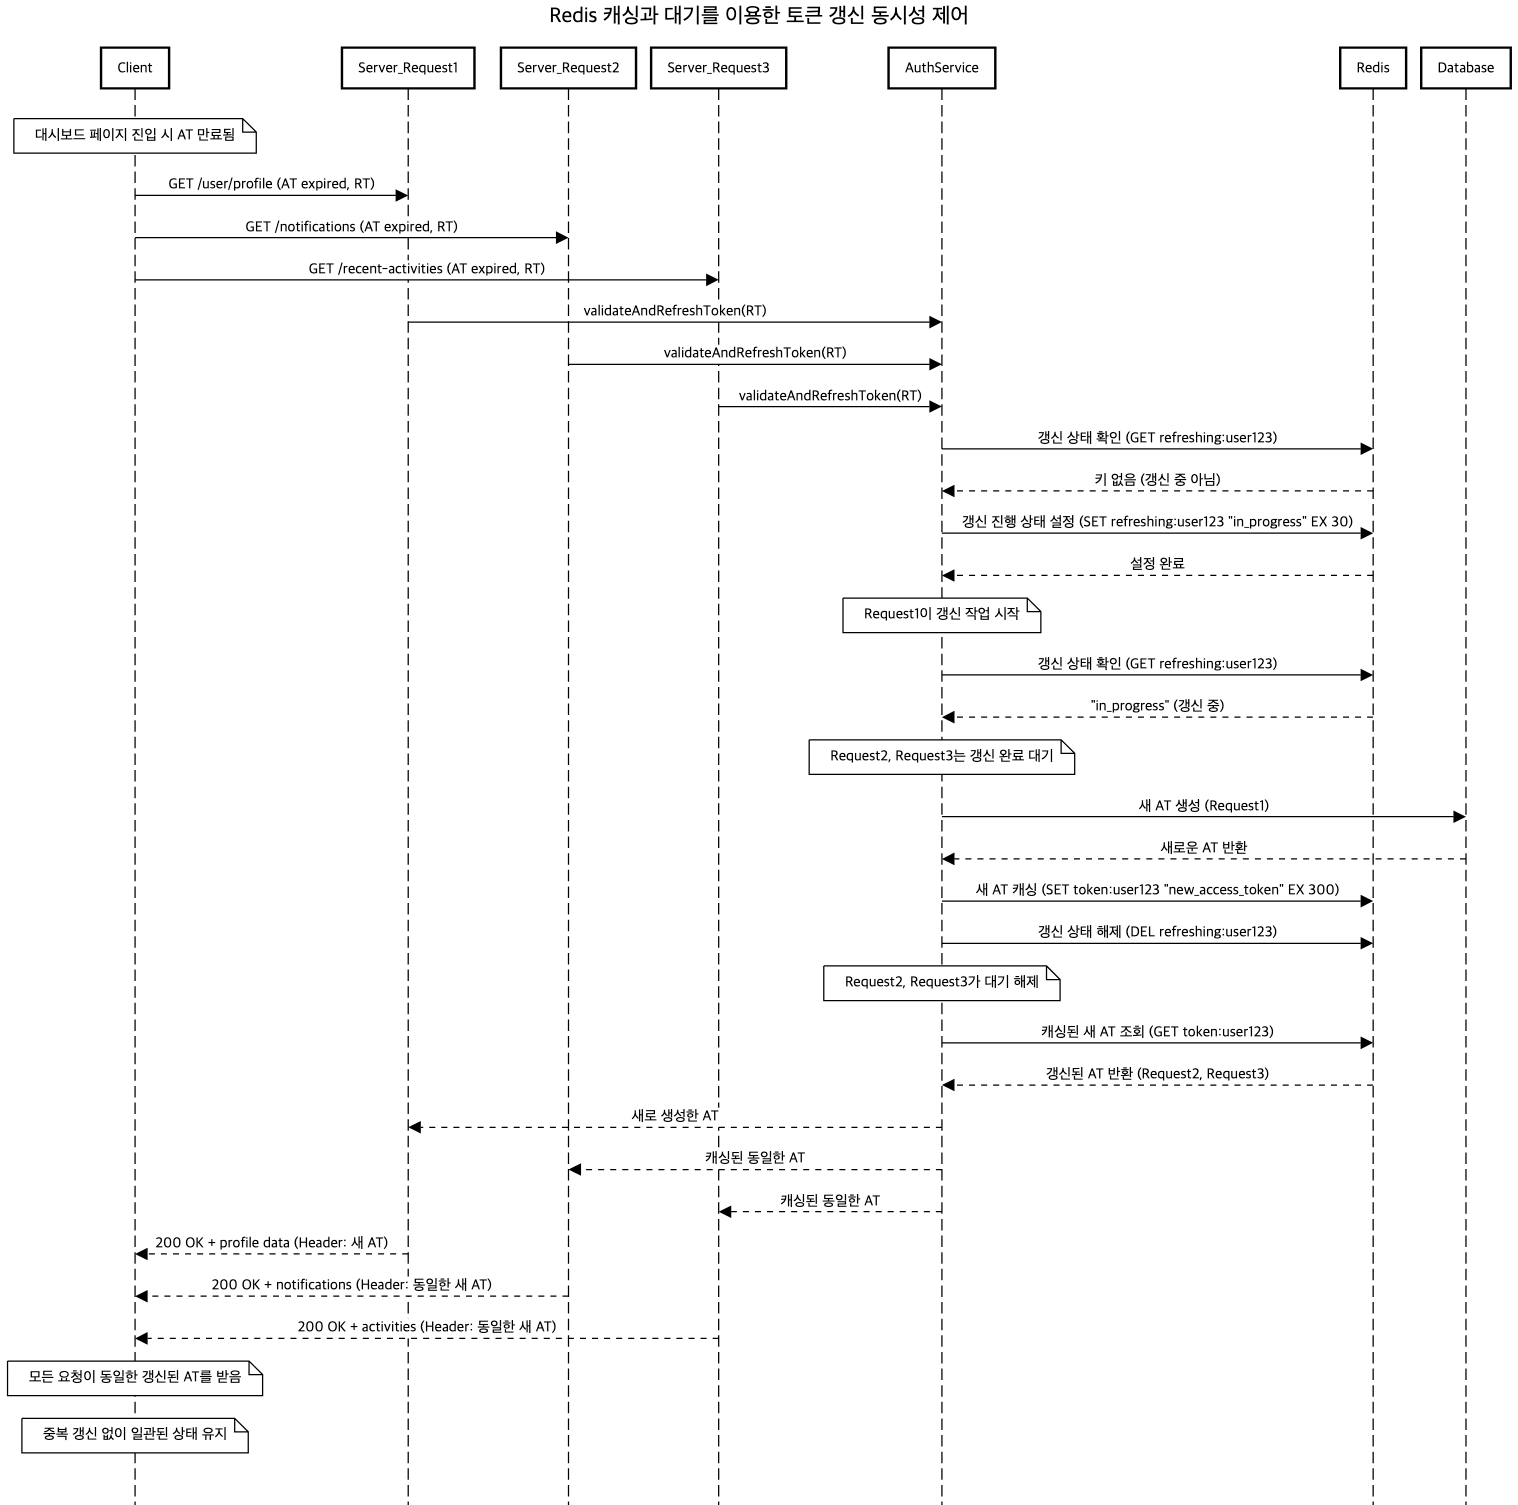 Redis 캐싱과 대기를 이용한 토큰 갱신 동시성 제어
Client
Server_Request1
Server_Request2
Server_Request3
AuthService
Redis
Database
대시보드 페이지 진입 시 AT 만료됨
GET /user/profile (AT expired, RT)
GET /notifications (AT expired, RT)
GET /recent-activities (AT expired, RT)
validateAndRefreshToken(RT)
validateAndRefreshToken(RT)
validateAndRefreshToken(RT)
갱신 상태 확인 (GET refreshing:user123)
키 없음 (갱신 중 아님)
갱신 진행 상태 설정 (SET refreshing:user123 "in_progress" EX 30)
설정 완료
Request1이 갱신 작업 시작
갱신 상태 확인 (GET refreshing:user123)
"in_progress" (갱신 중)
Request2, Request3는 갱신 완료 대기
새 AT 생성 (Request1)
새로운 AT 반환
새 AT 캐싱 (SET token:user123 "new_access_token" EX 300)
갱신 상태 해제 (DEL refreshing:user123)
Request2, Request3가 대기 해제
캐싱된 새 AT 조회 (GET token:user123)
갱신된 AT 반환 (Request2, Request3)
새로 생성한 AT
캐싱된 동일한 AT
캐싱된 동일한 AT
200 OK + profile data (Header: 새 AT)
200 OK + notifications (Header: 동일한 새 AT)
200 OK + activities (Header: 동일한 새 AT)
모든 요청이 동일한 갱신된 AT를 받음
중복 갱신 없이 일관된 상태 유지